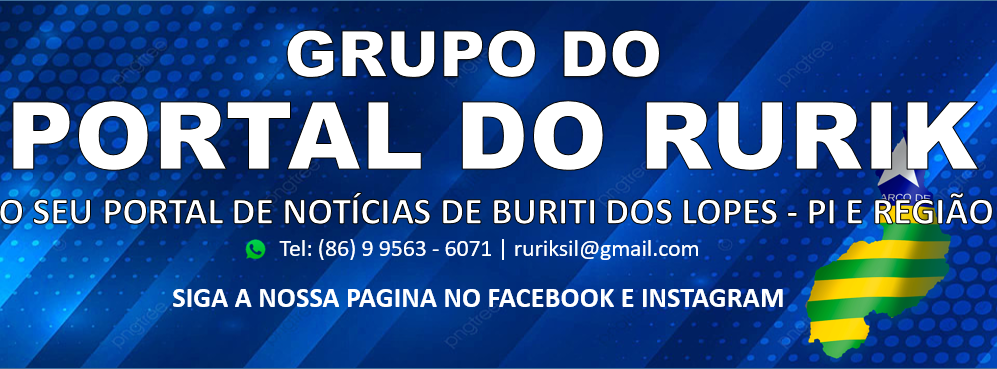 GRUPO DO
PORTAL DO RURIK
O SEU PORTAL DE NOTÍCIAS DE BURITI DOS LOPES - PI E REGIÃO
Tel: (86) 9 9563 - 6071 | ruriksil@gmail.com
SIGA A NOSSA PAGINA NO FACEBOOK E INSTAGRAM